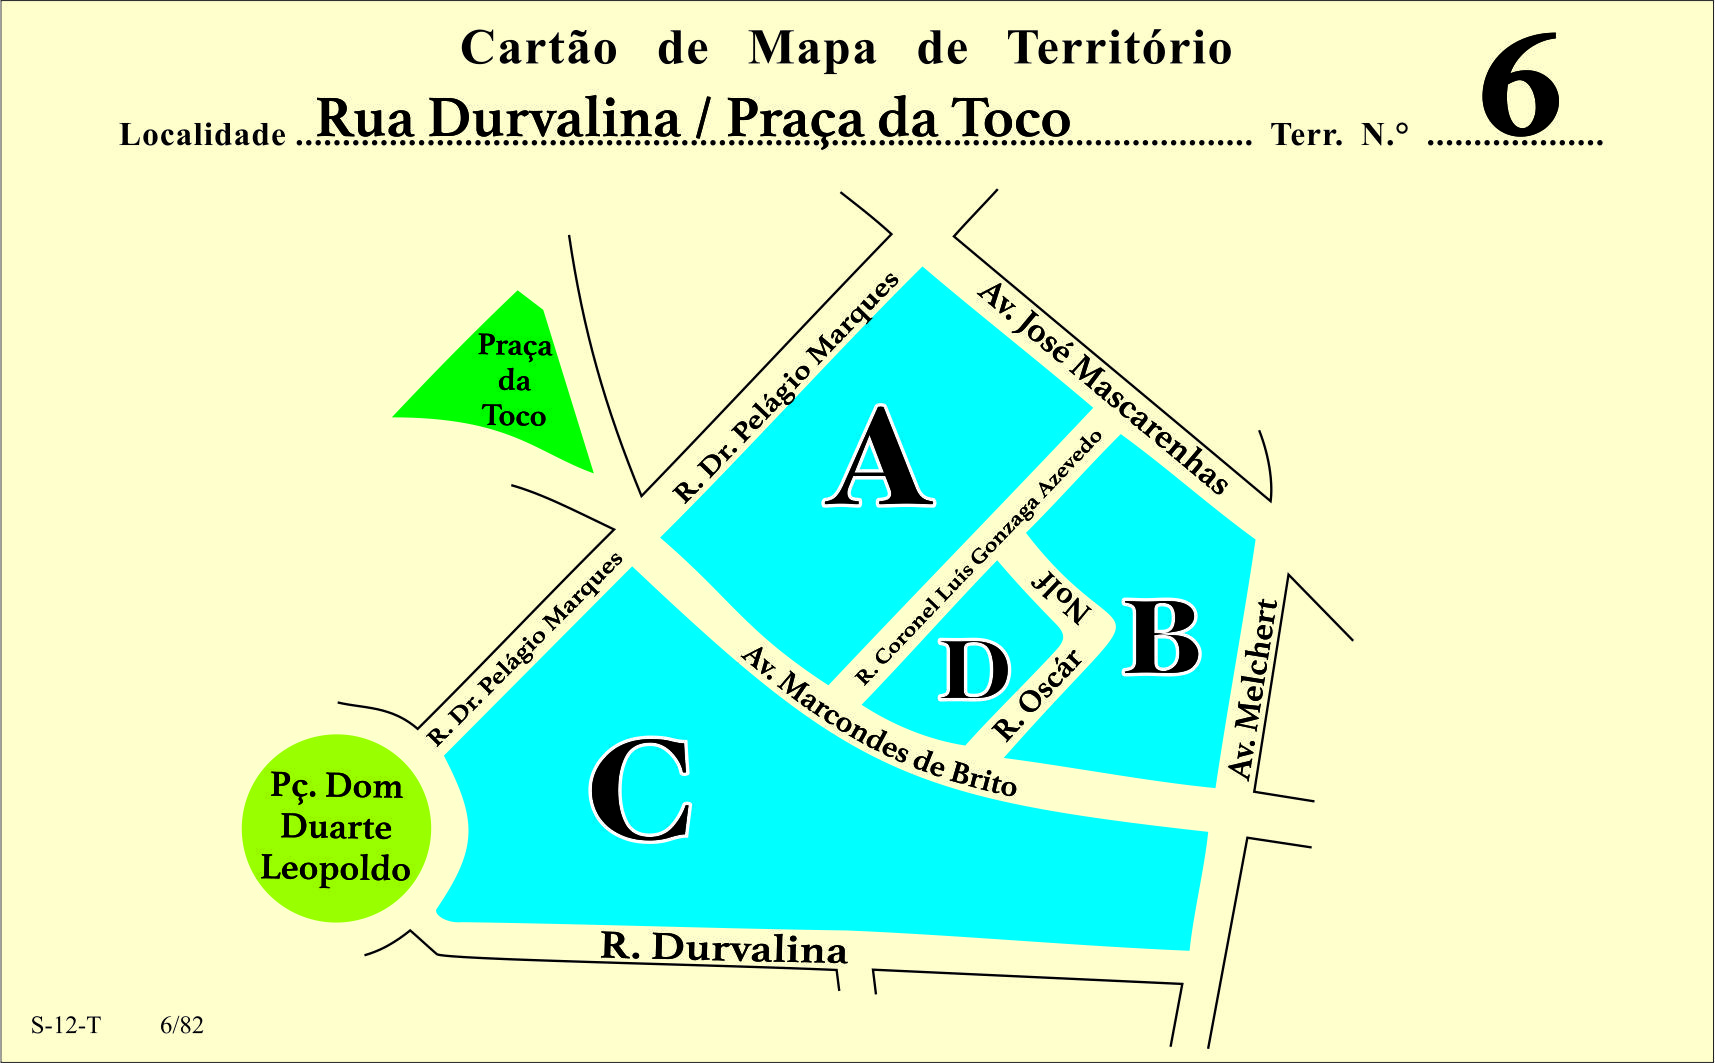 Cartão de Mapa de Território
Localidade Rua Durvalina / Praça da Toco Terr. N.° 6
Praça
da
Toco
R. Dr. Pelágio Marques
Av. José Mascarenhas
A
R. Coronel Luís Gonzaga Azevedo
R. Dr. Pelágio Marques
Nolf
B
D
R. Oscár
Av. Melchert
Av. Marcondes de Brito
C
Pç. Dom
Duarte
Leopoldo
R. Durvalina
S-12-T 6/82